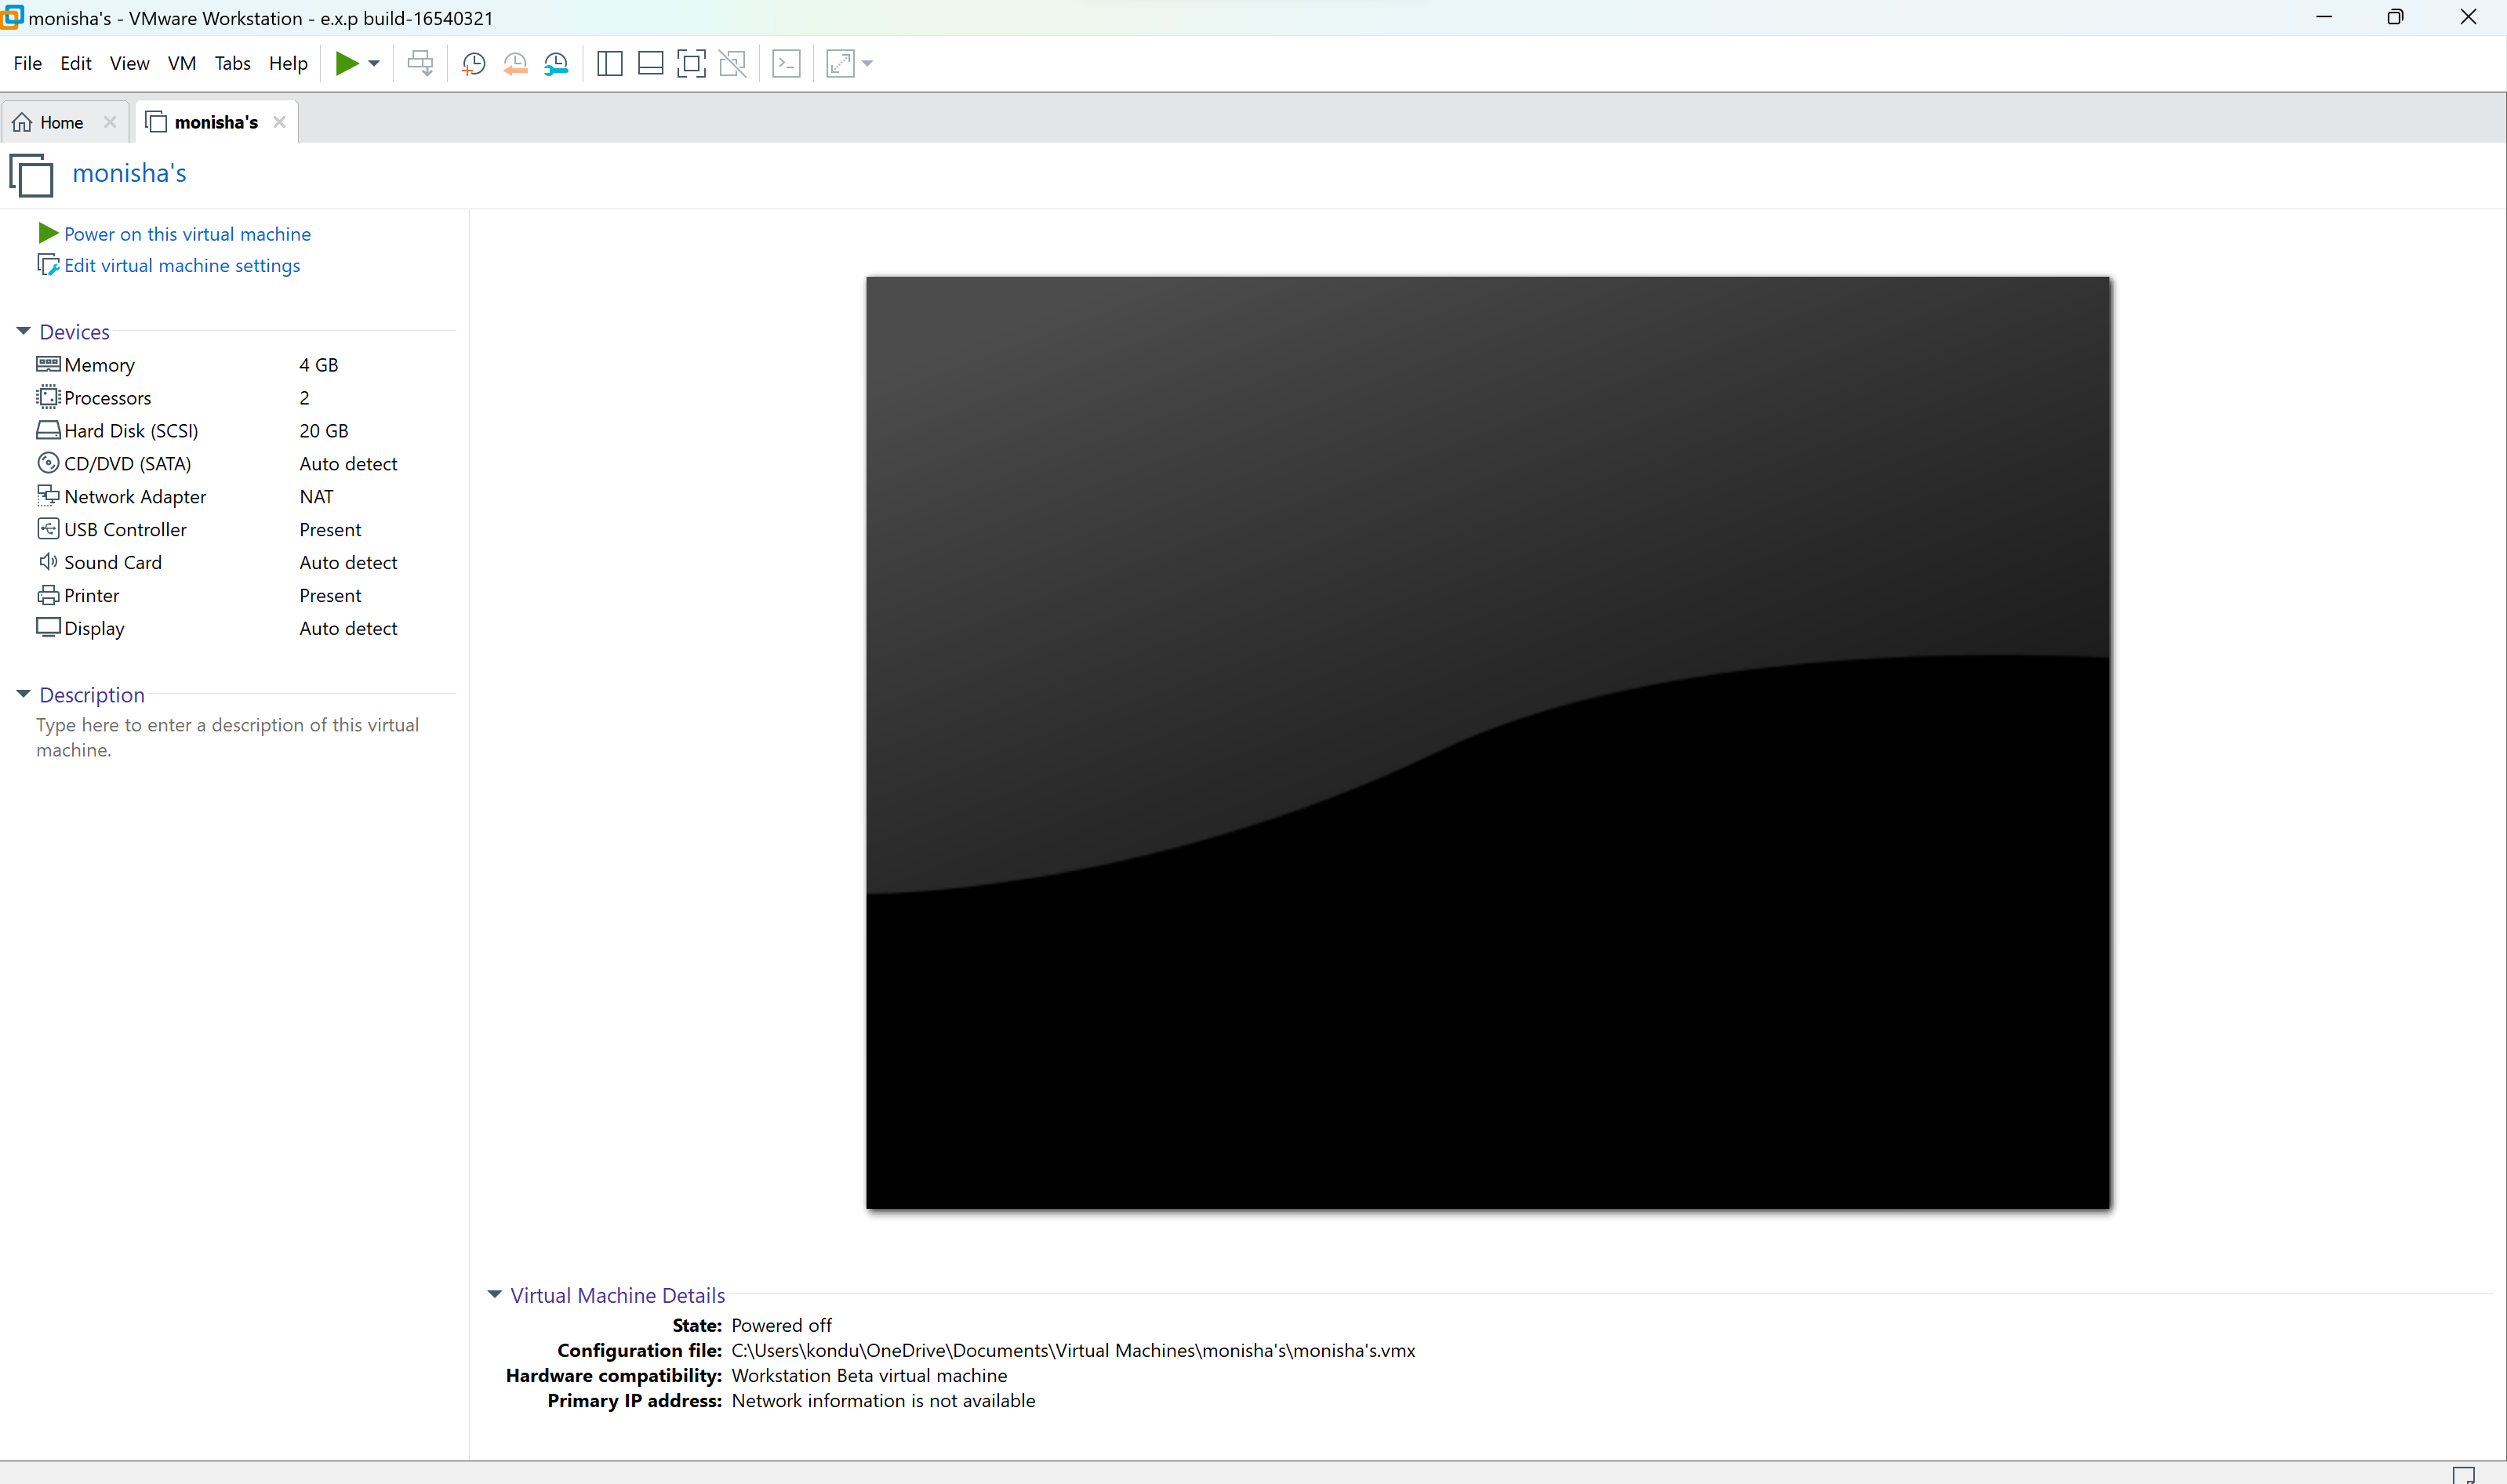 monisha's - VMware Workstation - e.x.p build-16540321
File Edit View VM Tabs Help
Home monisha's
monisha's
Power on this virtual machine
Edit virtual machine settings
Devices
Memory 4 GB
Processors 2
Hard Disk (SCSI) 20 GB
CD/DVD (SATA) Auto detect
Network Adapter NAT
USB Controller Present
Sound Card Auto detect
Printer Present
Display Auto detect
Description
Type here to enter a description of this virtual
machine.
Virtual Machine Details
State: Powered off
Configuration file: C:\Users\kondu\OneDrive\Documents\Virtual Machines\monisha's\monisha's.vmx
Hardware compatibility: Workstation Beta virtual machine
Primary IP address: Network information is not available